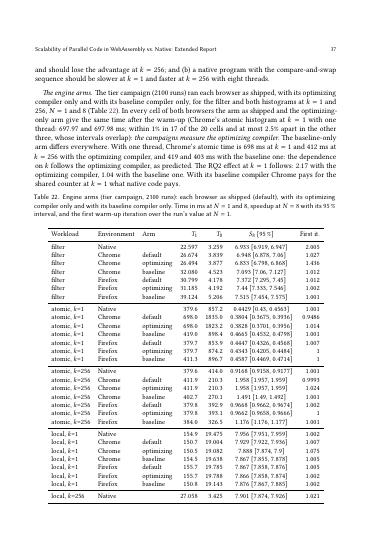 Scalability of Parallel Code in WebAssembly vs. Native: Extended Report 37
and should lose the advantage at k = 256; and (b) a native program with the compare-and-swap
sequence should be slower at k = 1 and faster at k = 256 with eight threads.
The engine arms. The tier campaign (2100 runs) ran each browser as shipped, with its optimizing
compiler only and with its baseline compiler only, for the filter and both histograms at k = 1 and
256, N = 1 and 8 (Table 22). In every cell of both browsers the arm as shipped and the optimizing-
only arm give the same time after the warm-up (Chrome's atomic histogram at k = 1 with one
thread: 697.97 and 697.98 ms; within 1% in 17 of the 20 cells and at most 2.5% apart in the other
three, whose intervals overlap): the campaigns measure the optimizing compiler. The baseline-only
arm differs everywhere. With one thread, Chrome's atomic time is 698 ms at k = 1 and 412 ms at
k = 256 with the optimizing compiler, and 419 and 403 ms with the baseline one: the dependence
on k follows the optimizing compiler, as predicted. The RQ2 effect at k = 1 follows: 2.17 with the
optimizing compiler, 1.04 with the baseline one. With its baseline compiler Chrome pays for the
shared counter at k = 1 what native code pays.
Table 22. Engine arms (tier campaign, 2100 runs): each browser as shipped (default), with its optimizing
compiler only and with its baseline compiler only. Time in ms at N = 1 and 8, speedup at N = 8 with its 95 %
interval, and the first warm-up iteration over the run's value at N = 1.
Workload Environment Arm T1 T8 S8 [95 %] First it.
filter Native 22.597 3.259 6.933 [6.919, 6.947] 2.005
filter Chrome default 26.674 3.839 6.948 [6.878, 7.06] 1.027
filter Chrome optimizing 26.494 3.877 6.833 [6.798, 6.868] 1.436
filter Chrome baseline 32.080 4.523 7.093 [7.06, 7.127] 1.012
filter Firefox default 30.799 4.178 7.372 [7.295, 7.45] 1.012
filter Firefox optimizing 31.185 4.192 7.44 [7.333, 7.546] 1.002
filter Firefox baseline 39.124 5.206 7.515 [7.454, 7.575] 1.001
atomic, k=1 Native 379.6 857.2 0.4429 [0.43, 0.4563] 1.001
atomic, k=1 Chrome default 698.0 1835.0 0.3804 [0.3675, 0.3936] 0.9486
atomic, k=1 Chrome optimizing 698.0 1823.2 0.3828 [0.3701, 0.3956] 1.014
atomic, k=1 Chrome baseline 419.0 898.4 0.4665 [0.4532, 0.4798] 1.001
atomic, k=1 Firefox default 379.7 853.9 0.4447 [0.4326, 0.4568] 1.007
atomic, k=1 Firefox optimizing 379.7 874.2 0.4343 [0.4205, 0.4484] 1
atomic, k=1 Firefox baseline 411.3 896.7 0.4587 [0.4469, 0.4714] 1
atomic, k=256 Native 379.6 414.0 0.9168 [0.9158, 0.9177] 1.001
atomic, k=256 Chrome default 411.9 210.3 1.958 [1.957, 1.959] 0.9993
atomic, k=256 Chrome optimizing 411.9 210.3 1.958 [1.957, 1.959] 1.024
atomic, k=256 Chrome baseline 402.7 270.1 1.491 [1.49, 1.492] 1.001
atomic, k=256 Firefox default 379.8 392.9 0.9668 [0.9662, 0.9674] 1.002
atomic, k=256 Firefox optimizing 379.8 393.1 0.9662 [0.9658, 0.9666] 1
atomic, k=256 Firefox baseline 384.0 326.5 1.176 [1.176, 1.177] 1.001
local, k=1 Native 154.9 19.475 7.956 [7.951, 7.959] 1.002
local, k=1 Chrome default 150.7 19.004 7.929 [7.922, 7.936] 1.007
local, k=1 Chrome optimizing 150.5 19.082 7.888 [7.874, 7.9] 1.075
local, k=1 Chrome baseline 154.5 19.638 7.867 [7.855, 7.878] 1.005
local, k=1 Firefox default 155.7 19.785 7.867 [7.858, 7.876] 1.005
local, k=1 Firefox optimizing 155.7 19.788 7.866 [7.858, 7.874] 1.002
local, k=1 Firefox baseline 150.8 19.143 7.876 [7.867, 7.885] 1.002
local, k=256 Native 27.058 3.425 7.901 [7.874, 7.926] 1.021